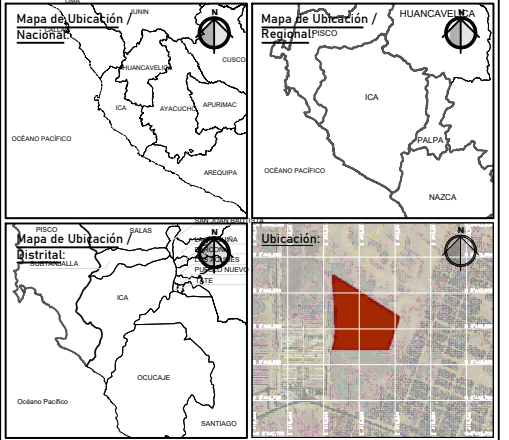 LIMA
Mapa de Ubicación /
Nacional:
JUNIN
CALLAO
N
HUANCAVELICA
CUSCO
ICA
AYACUCHO
APURIMAC
OCÉANO PACÍFICO
AREQUIPA
Mapa de Ubicación /
Regional:
HUANCAVELICA
PISCO
N
ICA
PALPA
OCÉANO PACÍFICO
NAZCA
SAN JUAN BAUTISTA
PISCO
SALAS
Mapa de Ubicación /
Distrital:
SUBTANJALLA
N
PUEBLO NUEVO
TATE
ICA
OCUCAJE
Océano Pacífico
SANTIAGO
Ubicación:
N